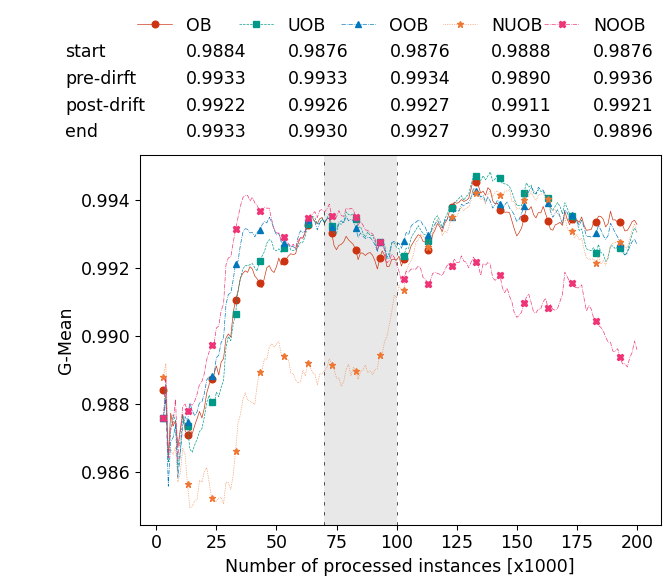 OB UOB OOB NUOB NOOB
start 0.9884 0.9876 0.9876 0.9888 0.9876
pre-dirft 0.9933 0.9933 0.9934 0.9890 0.9936
post-drift 0.9922 0.9926 0.9927 0.9911 0.9921
end 0.9933 0.9930 0.9927 0.9930 0.9896
0.994
0.992
0.990
0.988
0.986
G-Mean
0 25 50 75 100 125 150 175 200
Number of processed instances [x1000]